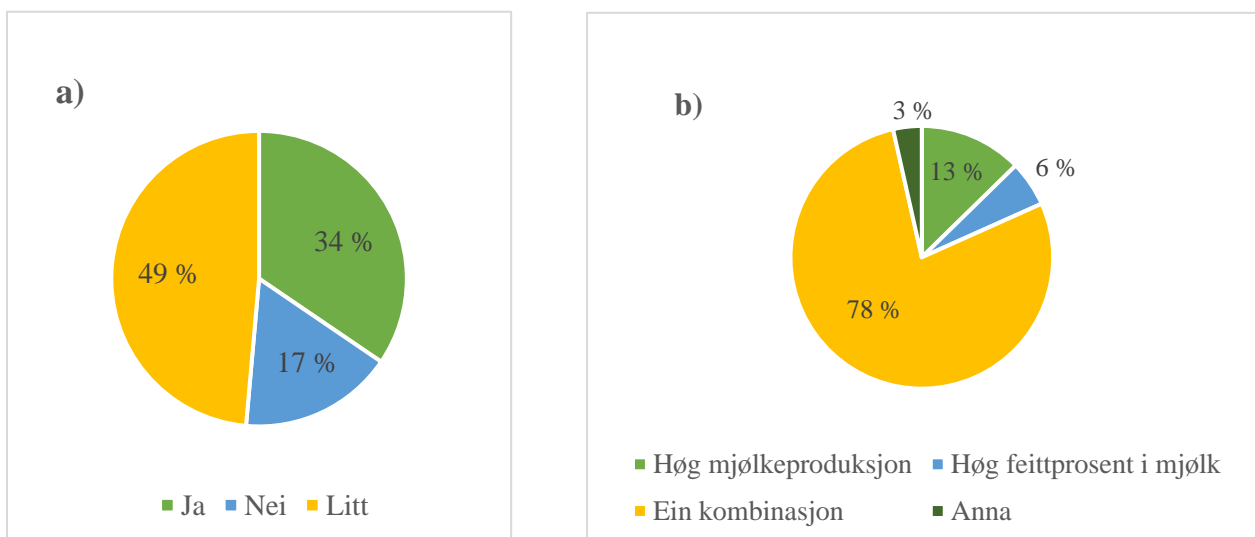 a)
34 %
49 %
17 %
Ja Nei Litt
b)
3 %
13 %
6 %
78 %
Høg mjølkeproduksjon Høg feittprosent i mjølk
Ein kombinasjon Anna